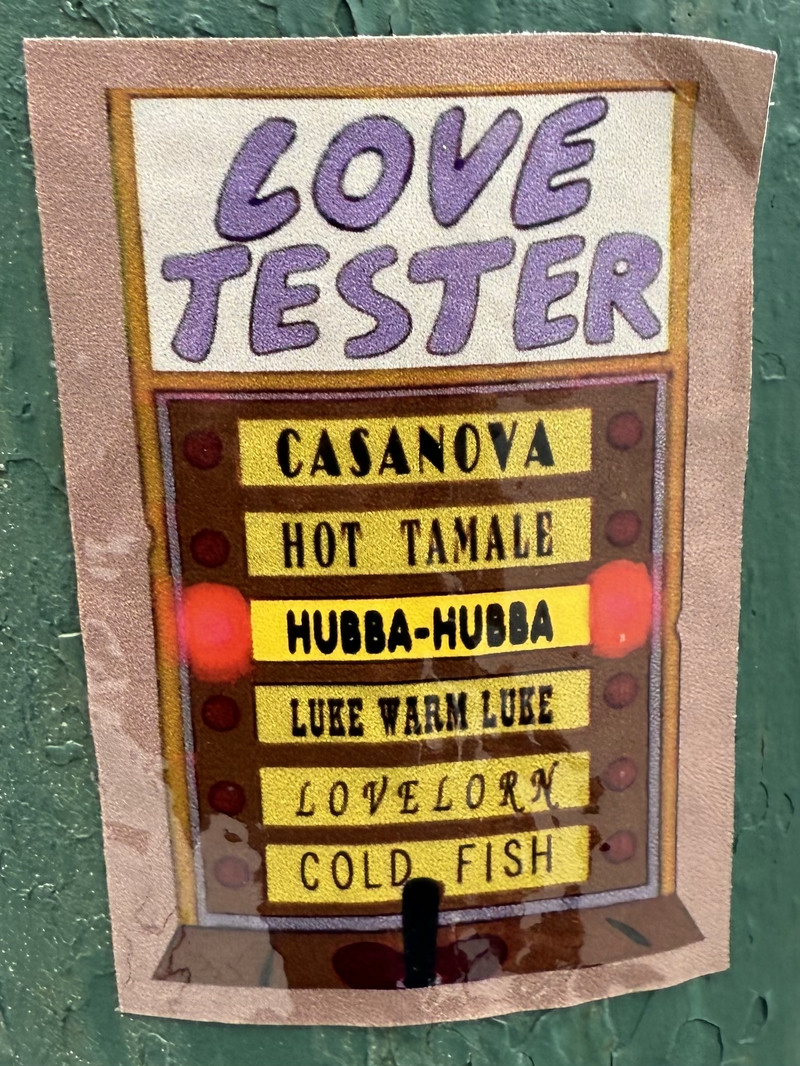 LOVE
TESTER
CASANOVA
HOT TAMALE
HUBBA-HUBBA
LUKE WARM LUKE
LOVELORN
COLD FISH